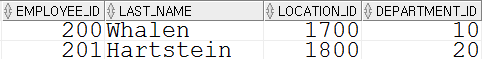 EMPLOYEE_ID LAST_NAME LOCATION_ID DEPARTMENT_ID
200 Whalen 1700 10
201 Hartstein 1800 20